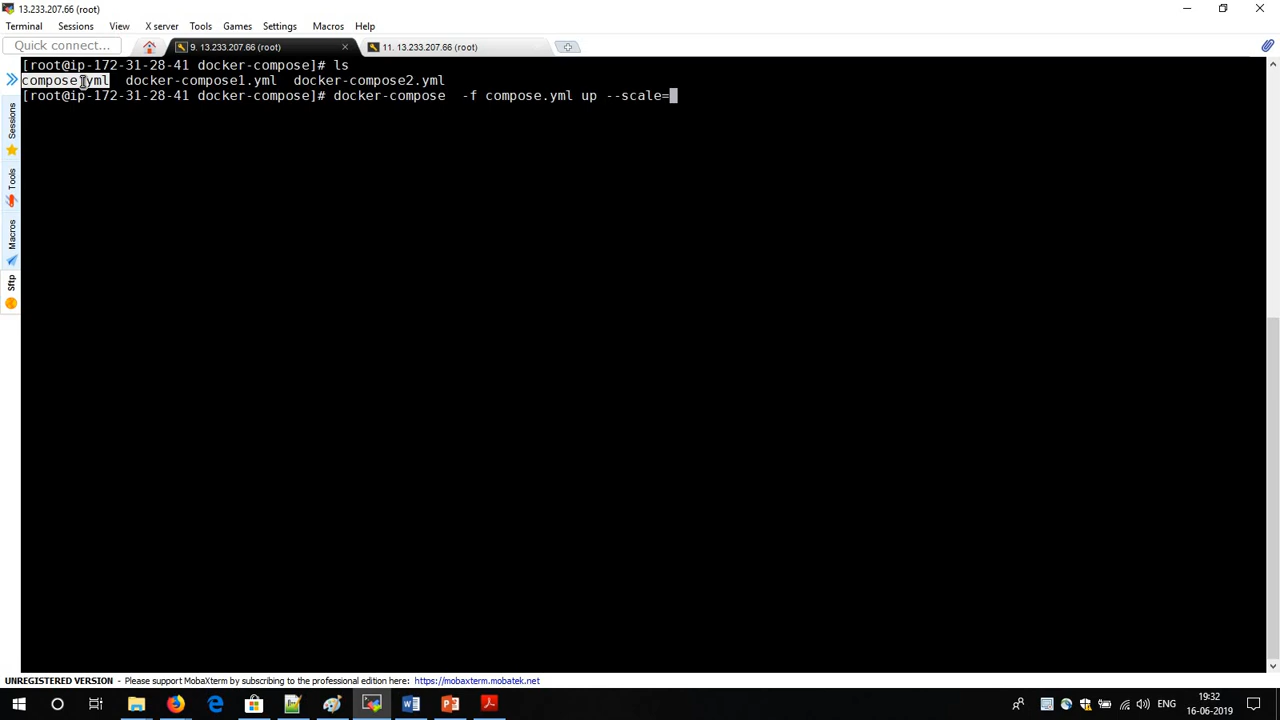 13.233.207.66 (root)
Terminal Sessions View X server Tools Games Settings Macros Help
Quick connect... 9. 13.233.207.66 (root) 11. 13.233.207.66 (root)
[root@ip-172-31-28-41 docker-compose]# ls
compose.yml docker-compose1.yml docker-compose2.yml
[root@ip-172-31-28-41 docker-compose]# docker-compose -f compose.yml up --scale=
Sessions
Tools
Macros
Sftp
UNREGISTERED VERSION - Please support MobaXterm by subscribing to the professional edition here: https://mobaxterm.mobatek.net
ENG
19:32
16-06-2019